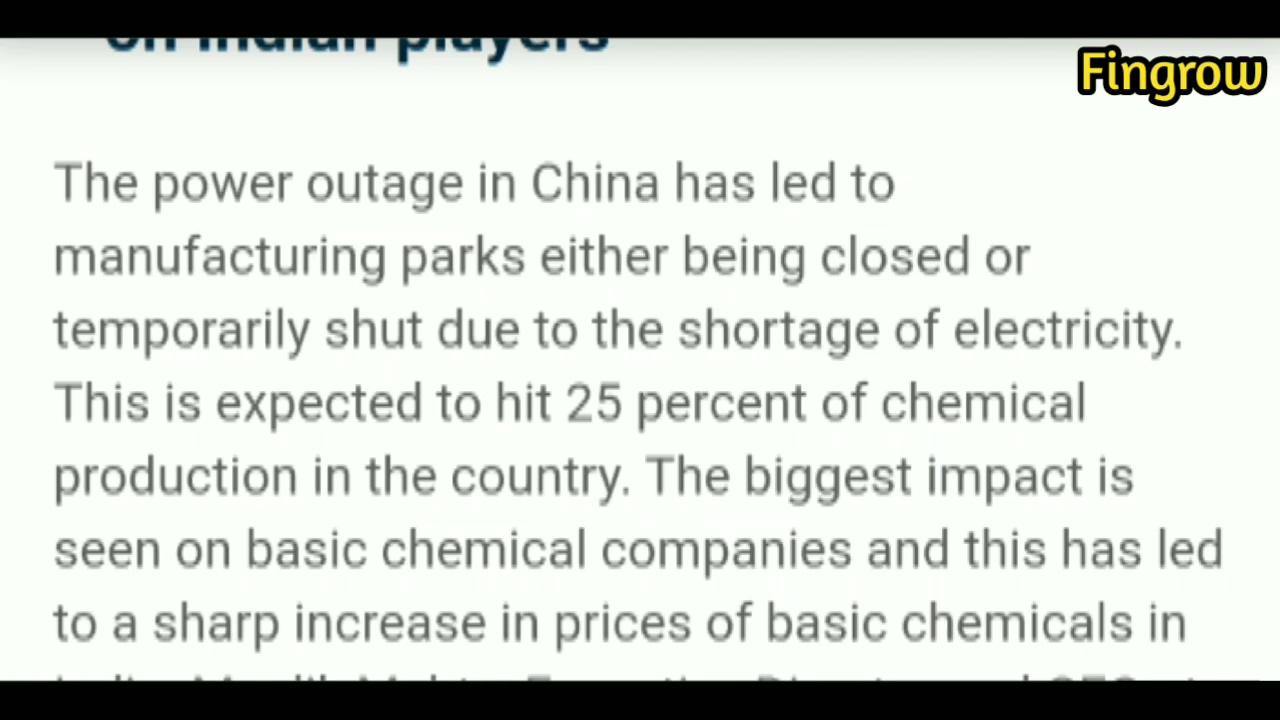 on Indian players
Fingrow
The power outage in China has led to
manufacturing parks either being closed or
temporarily shut due to the shortage of electricity.
This is expected to hit 25 percent of chemical
production in the country. The biggest impact is
seen on basic chemical companies and this has led
to a sharp increase in prices of basic chemicals in